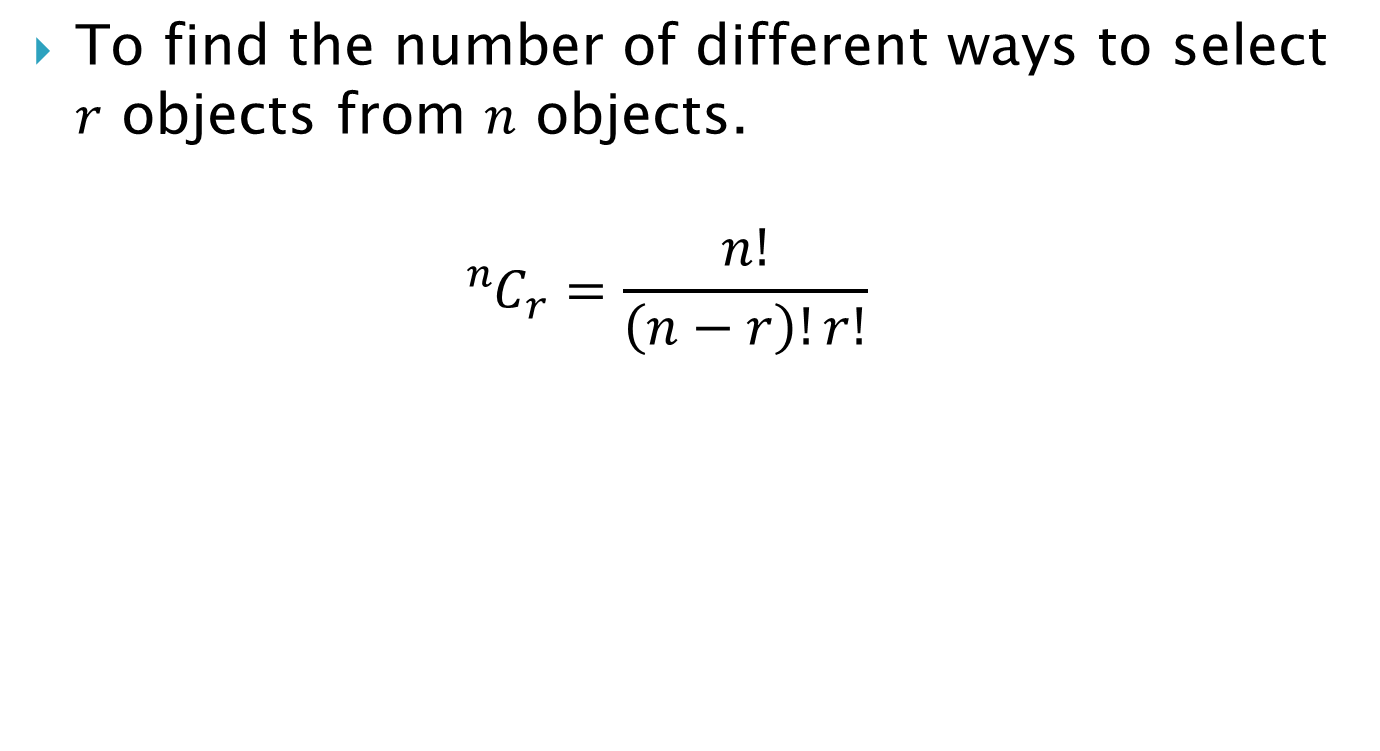 To find the number of different ways to select
r objects from n objects.
ⁿCᵣ = n! / (n − r)! r!